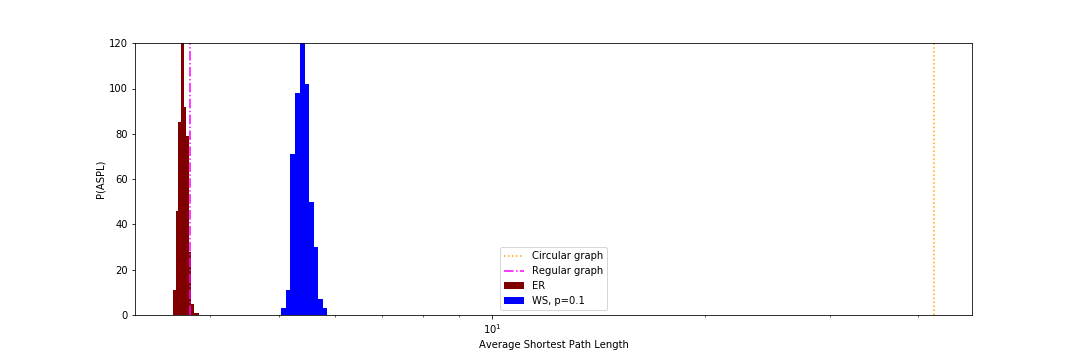 120
100
80
60
40
20
0
P(ASPL)
Circular graph
Regular graph
ER
WS, p=0.1
10¹
Average Shortest Path Length